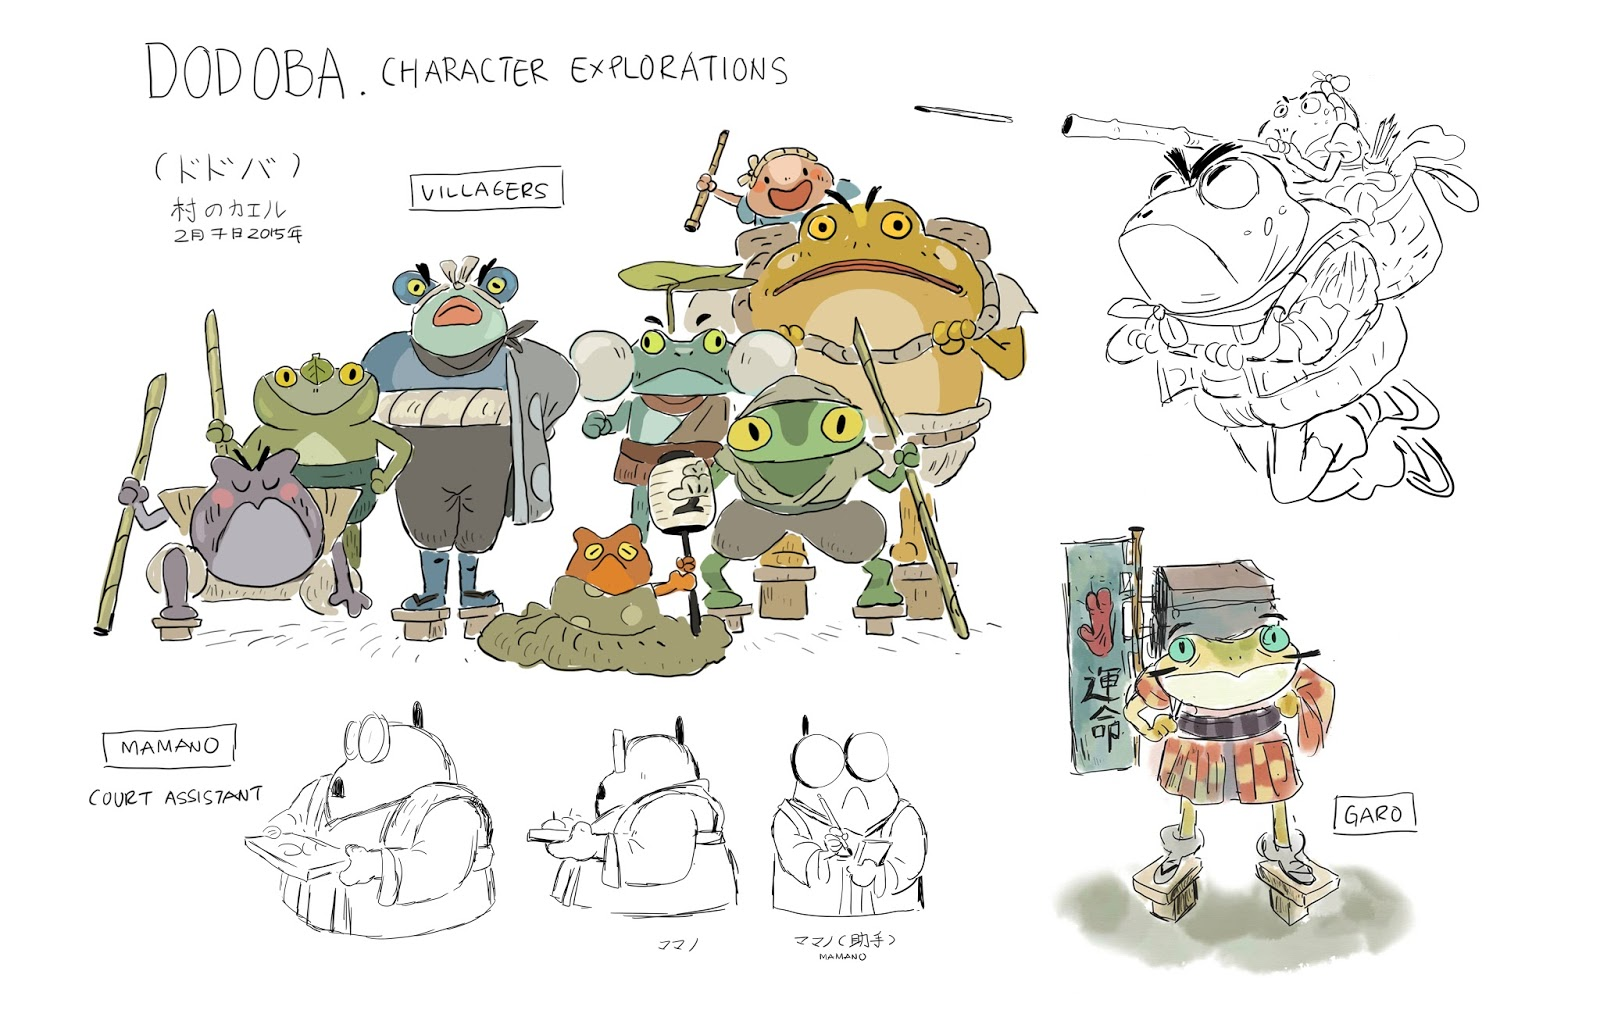 DODOBA. CHARACTER EXPLORATIONS
(ドドバ)
村のカエル
2月7日2015年
VILLAGERS
MAMANO
COURT ASSISTANT
ママノ
ママノ(助手)
MAMANO
運命
GARO